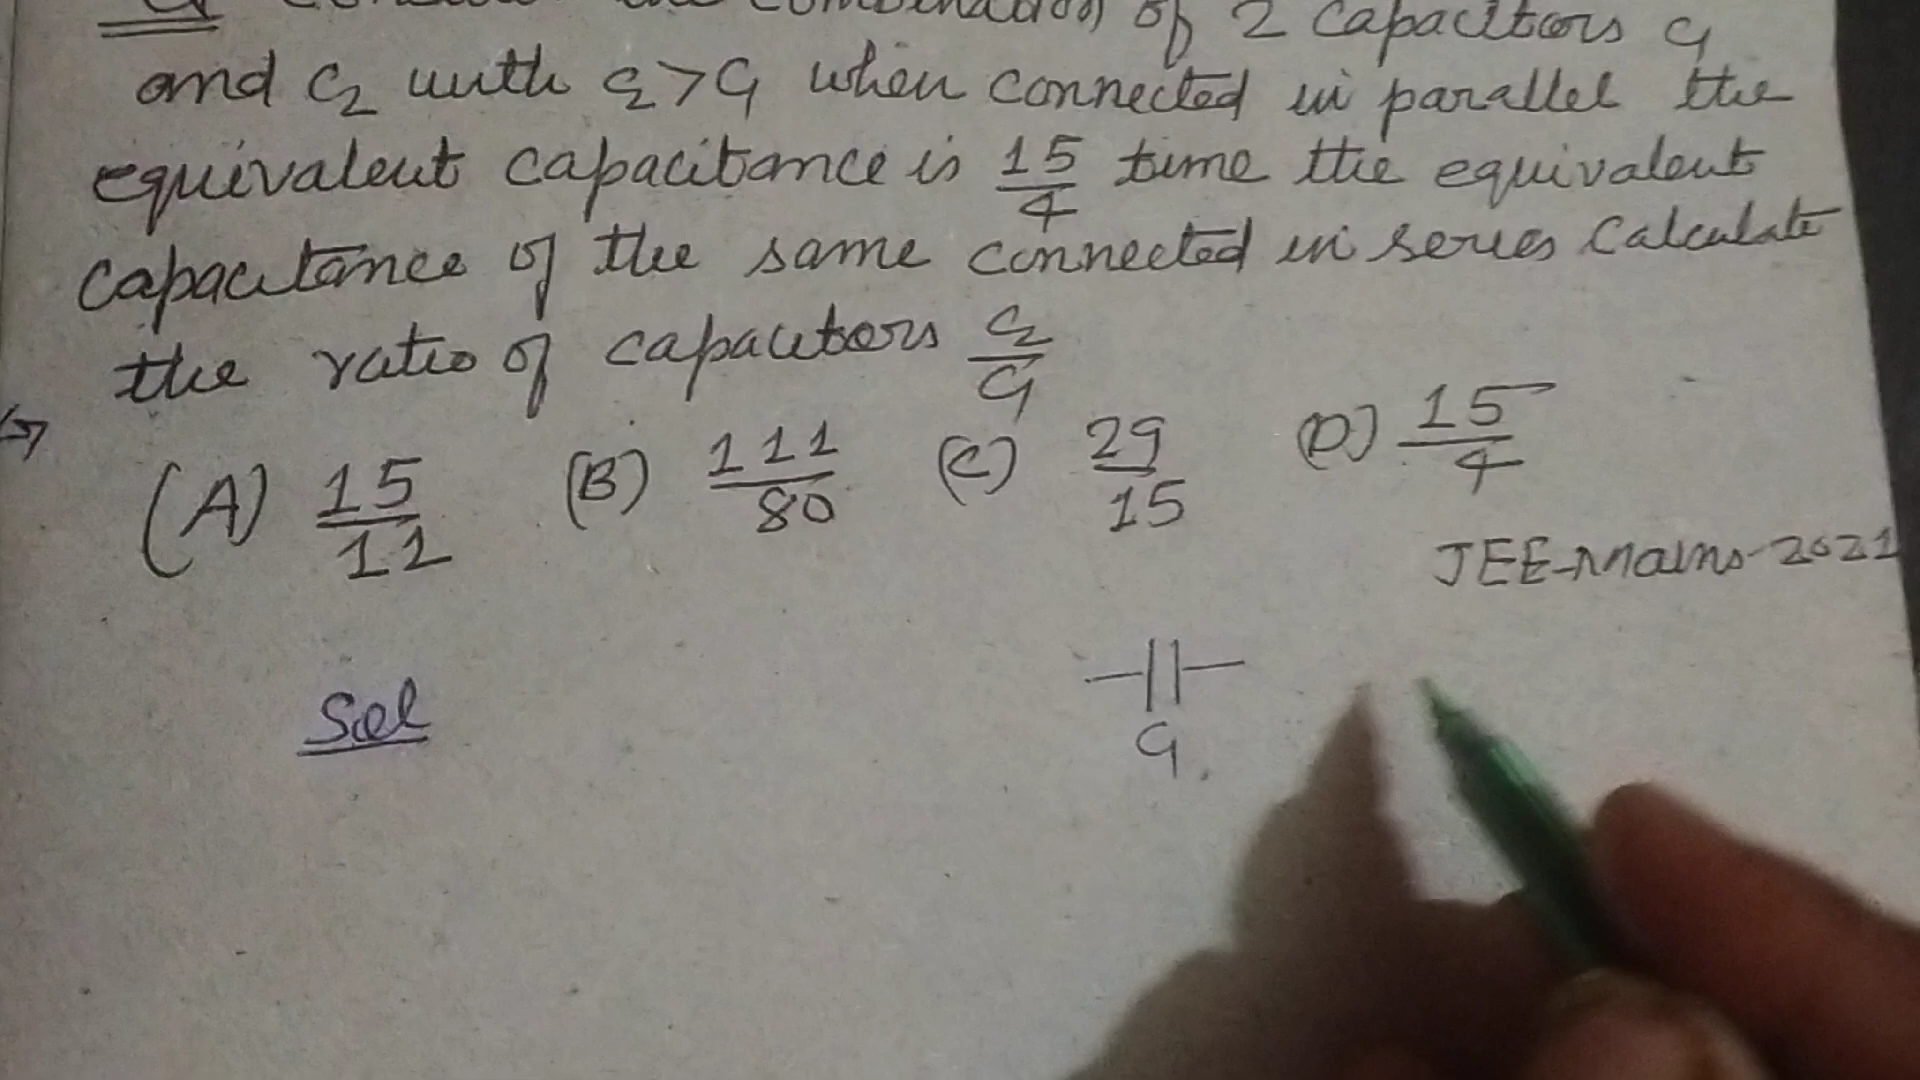 the combination of 2 capacitors C1
and C2 with C2>C1 when connected in parallel the
equivalent capacitance is 15/4 time the equivalent
capacitance of the same connected in series Calculate
the ratio of capacitors C2/C1
(A) 15/11 (B) 111/80 (C) 29/15 (D) 15/4
JEE-Mains-2021
Sol
C1